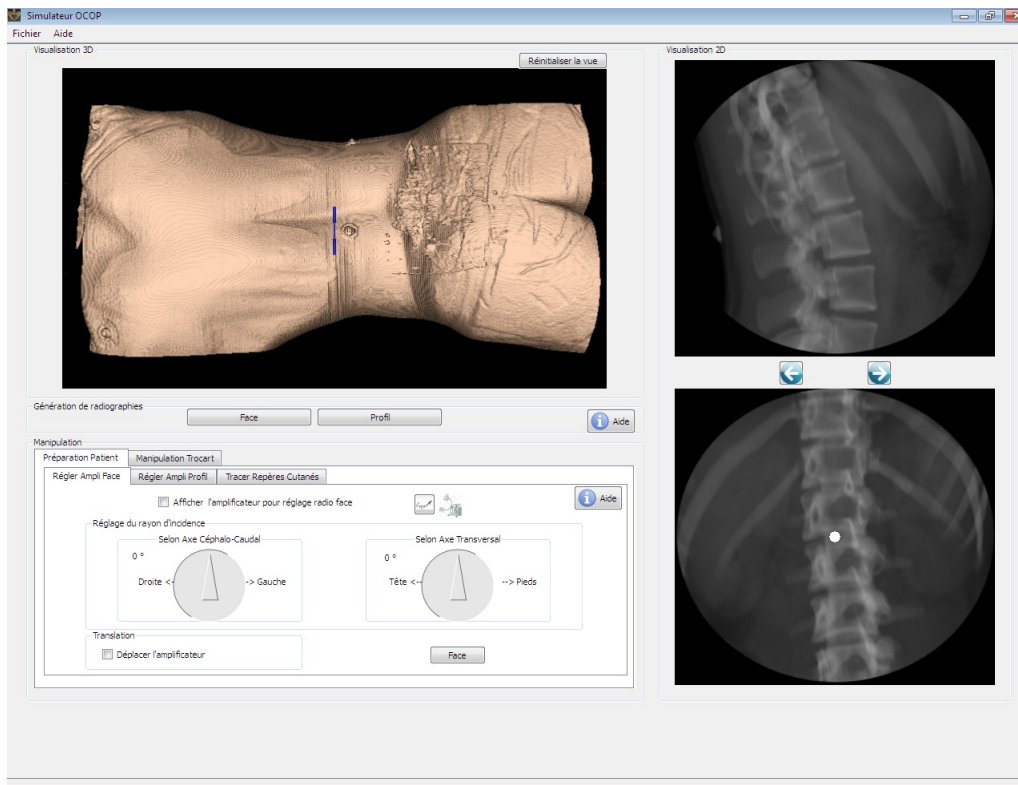 Simulateur OCOP
Fichier Aide
Visualisation 3D
Réinitialiser la vue
Visualisation 2D
Génération de radiographies
Face
Profil
Aide
Manipulation
Préparation Patient
Manipulation Trocart
Régler Ampli Face
Régler Ampli Profil
Tracer Repères Cutanés
Afficher l'amplificateur pour réglage radio face
Aide
Réglage du rayon d'incidence
Selon Axe Céphalo-Caudal
Selon Axe Transversal
0 °
0 °
Droite <-
-> Gauche
Tête <--
--> Pieds
Translation
Déplacer l'amplificateur
Face